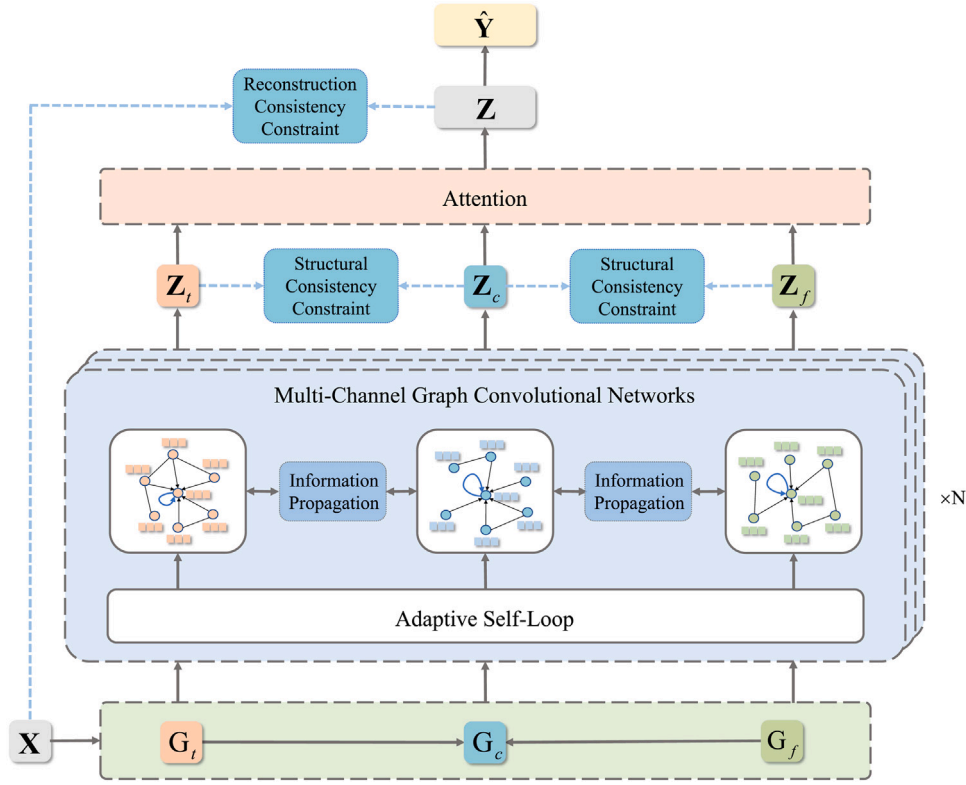 Ŷ
Reconstruction
Consistency
Constraint
Z
Attention
Z_t
Structural
Consistency
Constraint
Z_c
Structural
Consistency
Constraint
Z_f
Multi-Channel Graph Convolutional Networks
Information
Propagation
Information
Propagation
×N
Adaptive Self-Loop
X
G_t
G_c
G_f